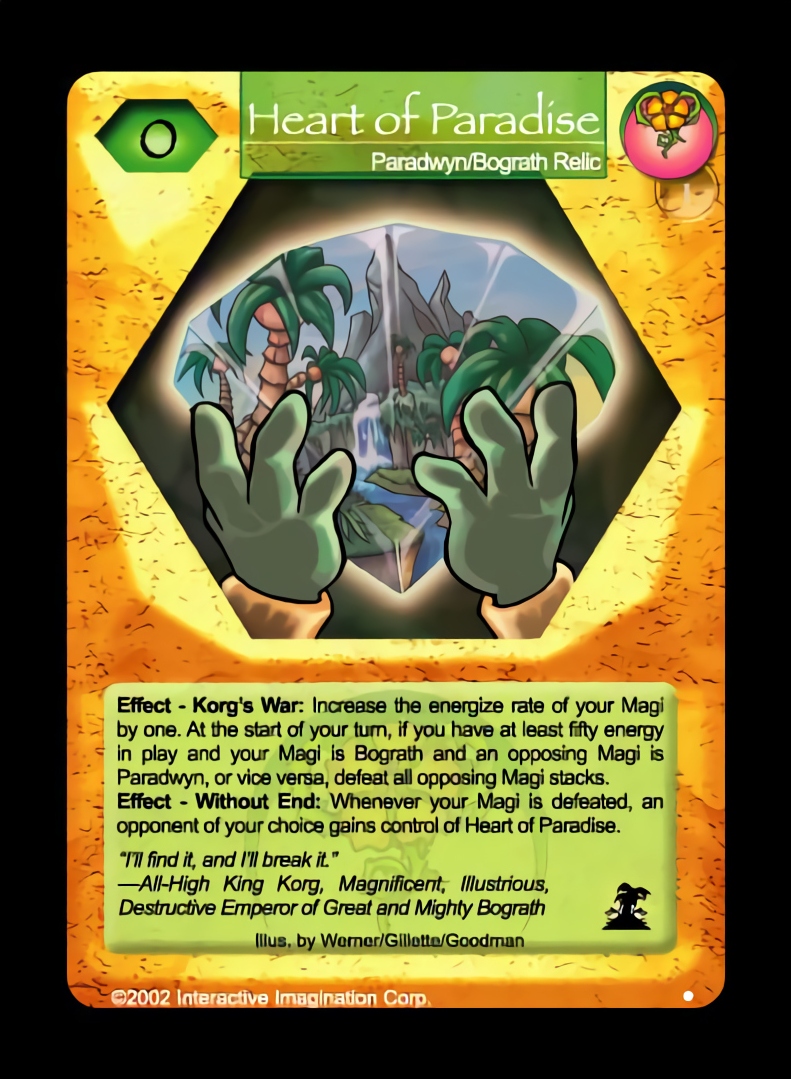 0
Heart of Paradise
Paradwyn/Bograth Relic
L
Effect - Korg's War: Increase the energize rate of your Magi
by one. At the start of your turn, if you have at least fifty energy
in play and your Magi is Bograth and an opposing Magi is
Paradwyn, or vice versa, defeat all opposing Magi stacks.
Effect - Without End: Whenever your Magi is defeated, an
opponent of your choice gains control of Heart of Paradise.
"I'll find it, and I'll break it."
—All-High King Korg, Magnificent, Illustrious,
Destructive Emperor of Great and Mighty Bograth
Illus. by Werner/Gillette/Goodman
©2002 Interactive Imagination Corp.